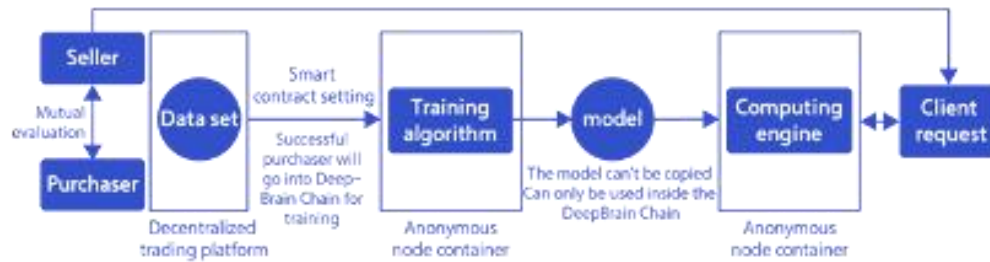 Seller
Mutual
evaluation
Purchaser
Data set
Decentralized
trading platform
Smart
contract setting
Successful
purchaser will
go into Deep-
Brain Chain for
training
Training
algorithm
Anonymous
node container
model
The model can't be copied
Can only be used inside the
DeepBrain Chain
Computing
engine
Anonymous
node container
Client
request